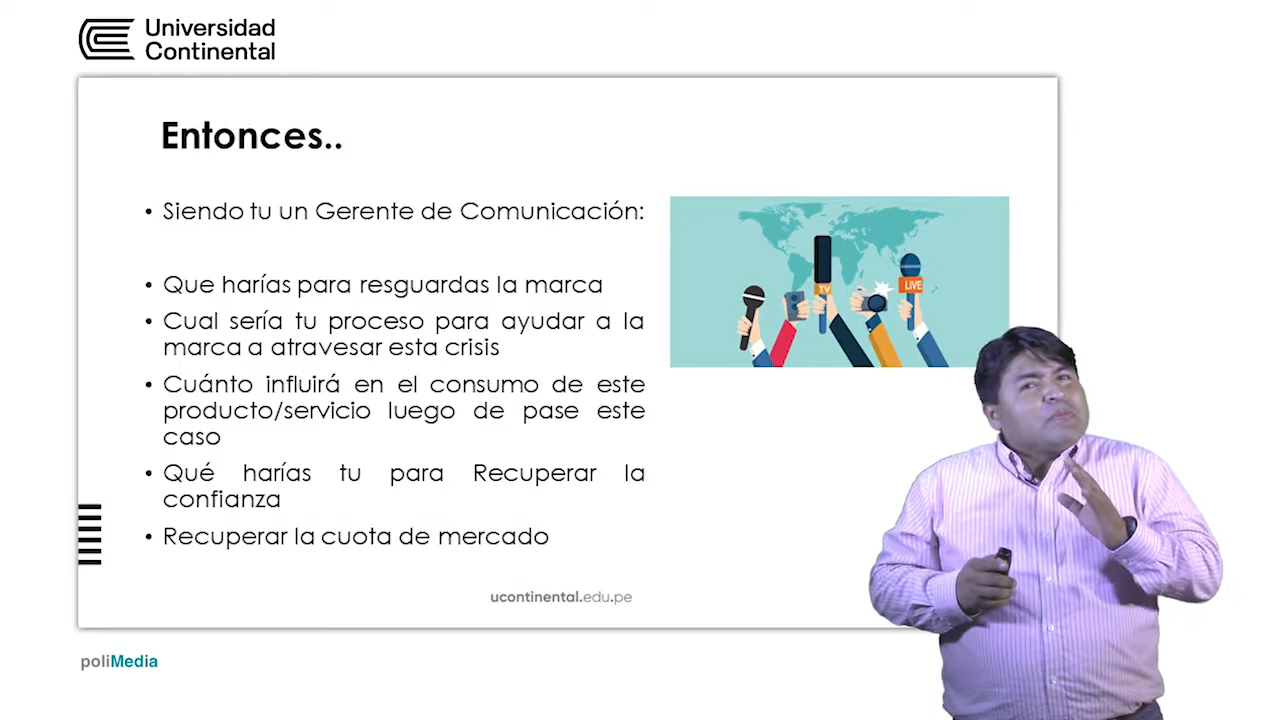 Universidad
Continental
Entonces..
• Siendo tu un Gerente de Comunicación:
• Que harías para resguardas la marca
• Cual sería tu proceso para ayudar a la
marca a atravesar esta crisis
• Cuánto influirá en el consumo de este
producto/servicio luego de pase este
caso
• Qué harías tu para Recuperar la
confianza
• Recuperar la cuota de mercado
TV
LIVE
ucontinental.edu.pe
poliMedia